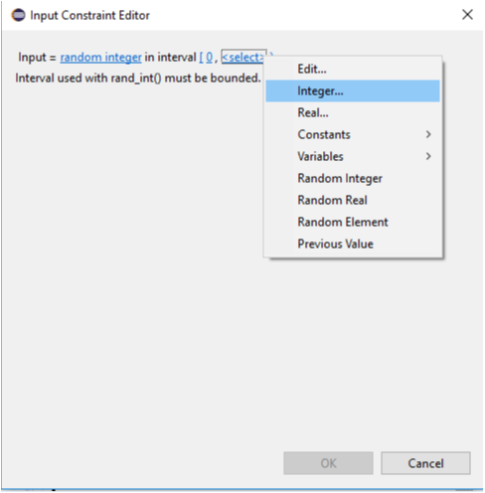 Input Constraint Editor
Input = random integer in interval [ 0 , <select> )
Interval used with rand_int() must be bounded.
Edit...
Integer...
Real...
Constants
Variables
Random Integer
Random Real
Random Element
Previous Value
OK
Cancel